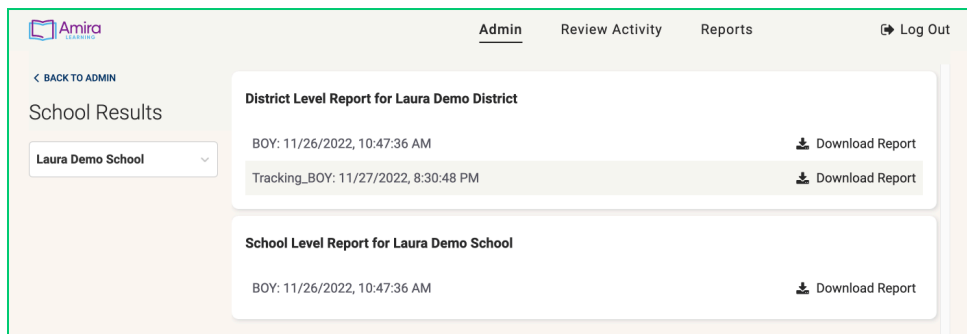 Amira
LEARNING
Admin
Review Activity
Reports
Log Out
BACK TO ADMIN
School Results
Laura Demo School
District Level Report for Laura Demo District
BOY: 11/26/2022, 10:47:36 AM
Download Report
Tracking_BOY: 11/27/2022, 8:30:48 PM
Download Report
School Level Report for Laura Demo School
BOY: 11/26/2022, 10:47:36 AM
Download Report